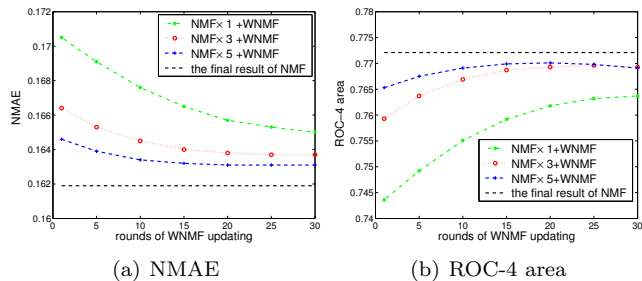 NMF× 1 +WNMF
NMF× 3 +WNMF
NMF× 5 +WNMF
the final result of NMF
0.172
0.17
0.168
0.166
0.164
0.162
0.16
NMAE
0 5 10 15 20 25 30
rounds of WNMF updating
(a) NMAE
0.775
0.77
0.765
0.76
0.755
0.75
0.745
0.74
ROC−4 area
NMF× 1+WNMF
NMF× 3+WNMF
NMF× 5+WNMF
the final result of NMF
0 5 10 15 20 25 30
rounds of WNMF updating
(b) ROC-4 area